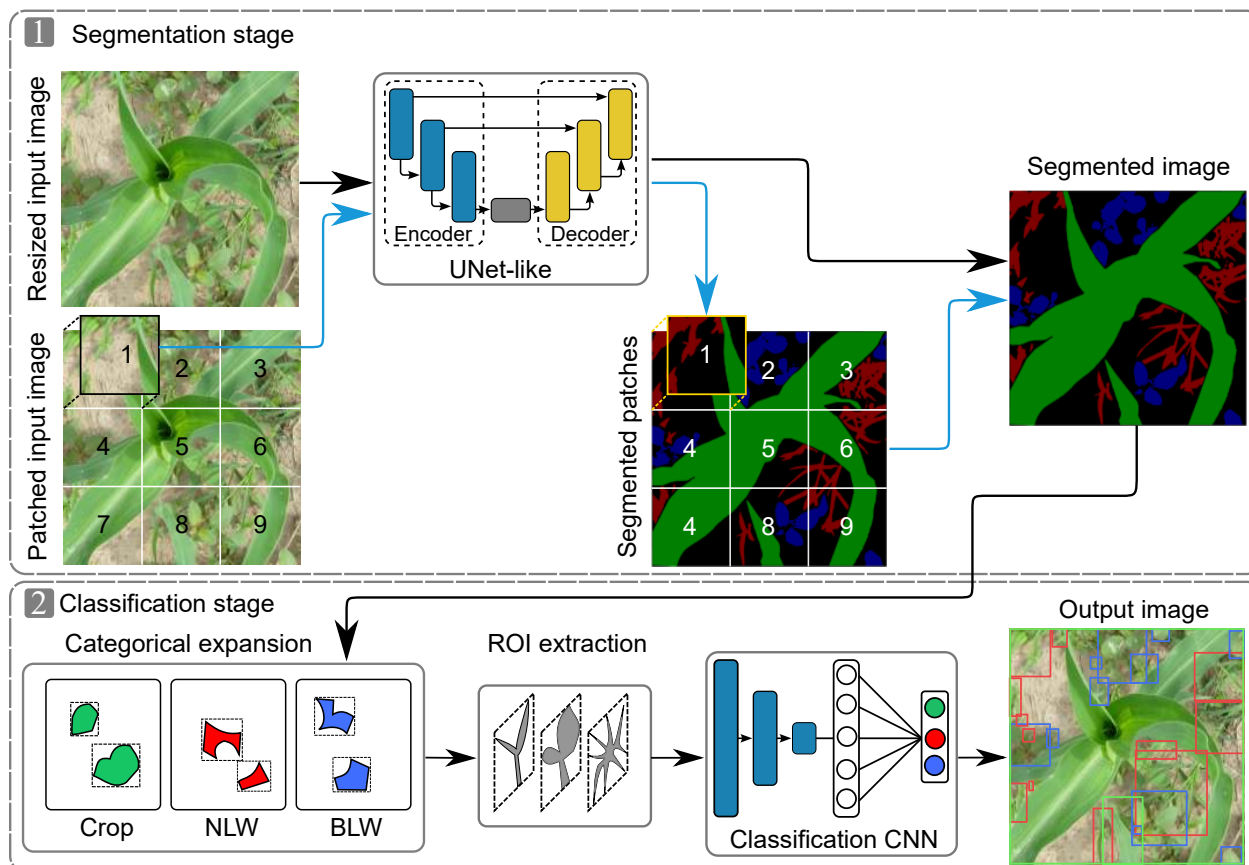 1 Segmentation stage
Resized input image
Encoder
Decoder
UNet-like
Segmented image
Patched input image
1
2
3
4
5
6
7
8
9
Segmented patches
1
2
3
4
5
6
4
8
9
2 Classification stage
Categorical expansion
Crop
NLW
BLW
ROI extraction
Classification CNN
Output image